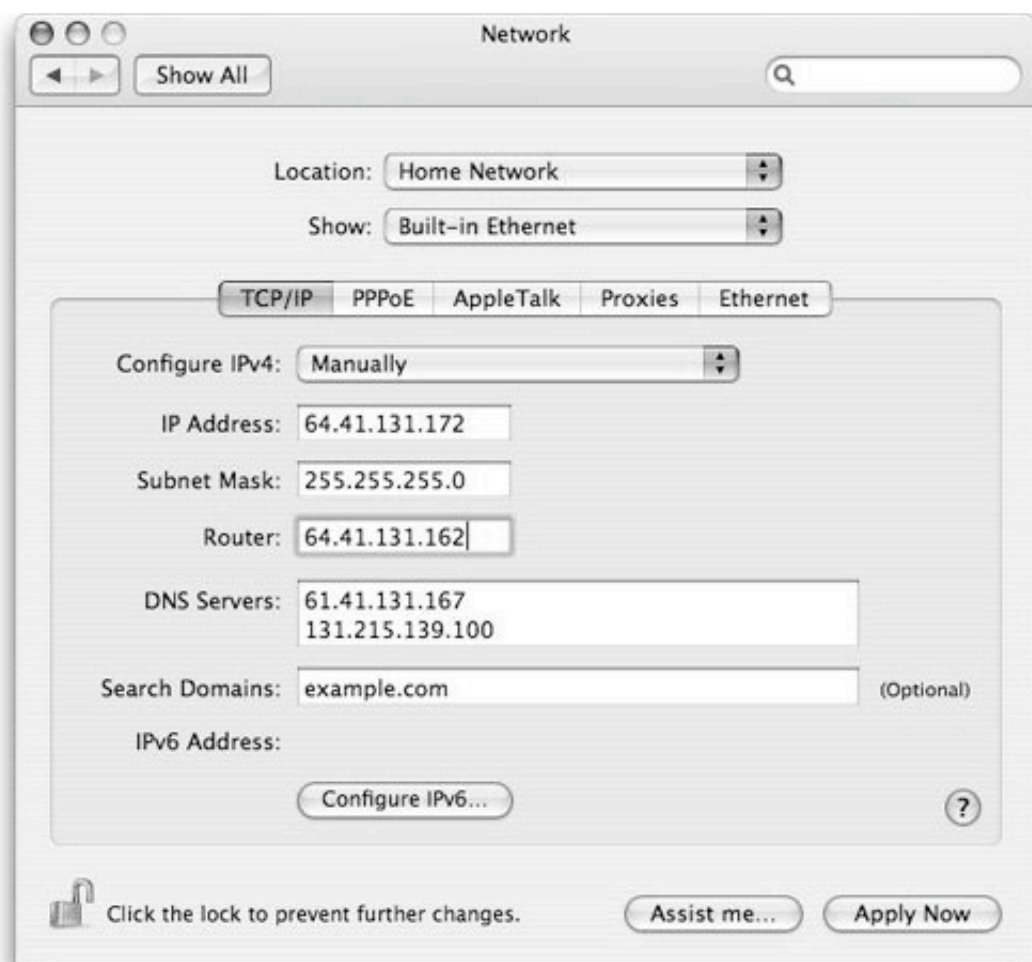 Network
Show All
Location: Home Network
Show: Built-in Ethernet
TCP/IP PPPoE AppleTalk Proxies Ethernet
Configure IPv4: Manually
IP Address: 64.41.131.172
Subnet Mask: 255.255.255.0
Router: 64.41.131.162
DNS Servers: 61.41.131.167
131.215.139.100
Search Domains: example.com (Optional)
IPv6 Address:
Configure IPv6...
?
Click the lock to prevent further changes. Assist me... Apply Now